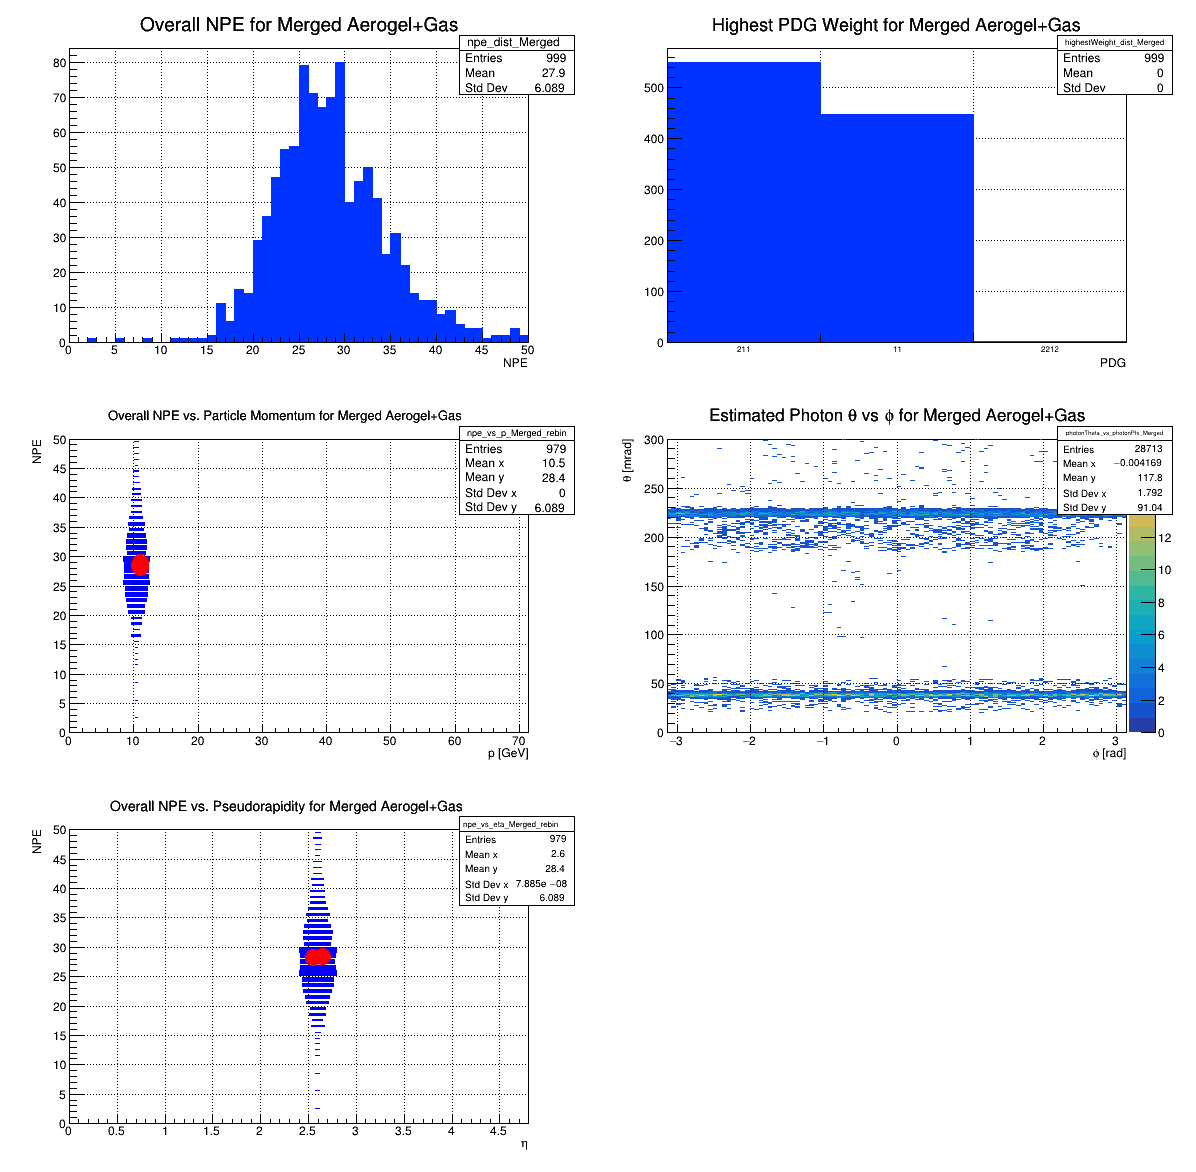 Overall NPE for Merged Aerogel+Gas
npe_dist_Merged
Entries 999
Mean 27.9
Std Dev 6.089
80
70
60
50
40
30
20
10
0
0 5 10 15 20 25 30 35 40 45 50
NPE
Highest PDG Weight for Merged Aerogel+Gas
highestWeight_dist_Merged
Entries 999
Mean 0
Std Dev 0
500
400
300
200
100
0
211 11 2212
PDG
Overall NPE vs. Particle Momentum for Merged Aerogel+Gas
npe_vs_p_Merged_rebin
Entries 979
Mean x 10.5
Mean y 28.4
Std Dev x 0
Std Dev y 6.089
NPE
50
45
40
35
30
25
20
15
10
5
0
0 10 20 30 40 50 60 70
p [GeV]
Estimated Photon θ vs ϕ for Merged Aerogel+Gas
photonTheta_vs_photonPhi_Merged
Entries 28713
Mean x −0.004169
Mean y 117.8
Std Dev x 1.792
Std Dev y 91.04
θ [mrad]
300
250
200
150
100
50
0
−3 −2 −1 0 1 2 3
ϕ [rad]
12
10
8
6
4
2
0
Overall NPE vs. Pseudorapidity for Merged Aerogel+Gas
npe_vs_eta_Merged_rebin
Entries 979
Mean x 2.6
Mean y 28.4
Std Dev x 7.885e −08
Std Dev y 6.089
NPE
50
45
40
35
30
25
20
15
10
5
0
0 0.5 1 1.5 2 2.5 3 3.5 4 4.5
η